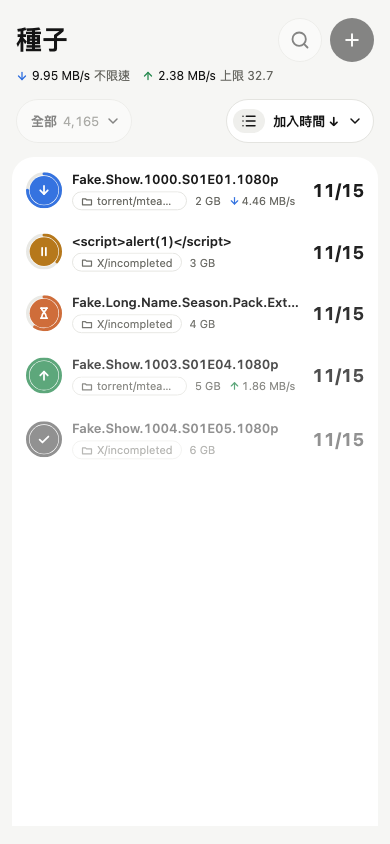 種子
9.95 MB/s 不限速 2.38 MB/s 上限 32.7
全部 4,165 加入時間
Fake.Show.1000.S01E01.1080p
torrent/mtea... 2 GB 4.46 MB/s
11/15
<script>alert(1)</script>
X/incompleted 3 GB
11/15
Fake.Long.Name.Season.Pack.Ext...
X/incompleted 4 GB
11/15
Fake.Show.1003.S01E04.1080p
torrent/mtea... 5 GB 1.86 MB/s
11/15
Fake.Show.1004.S01E05.1080p
X/incompleted 6 GB
11/15